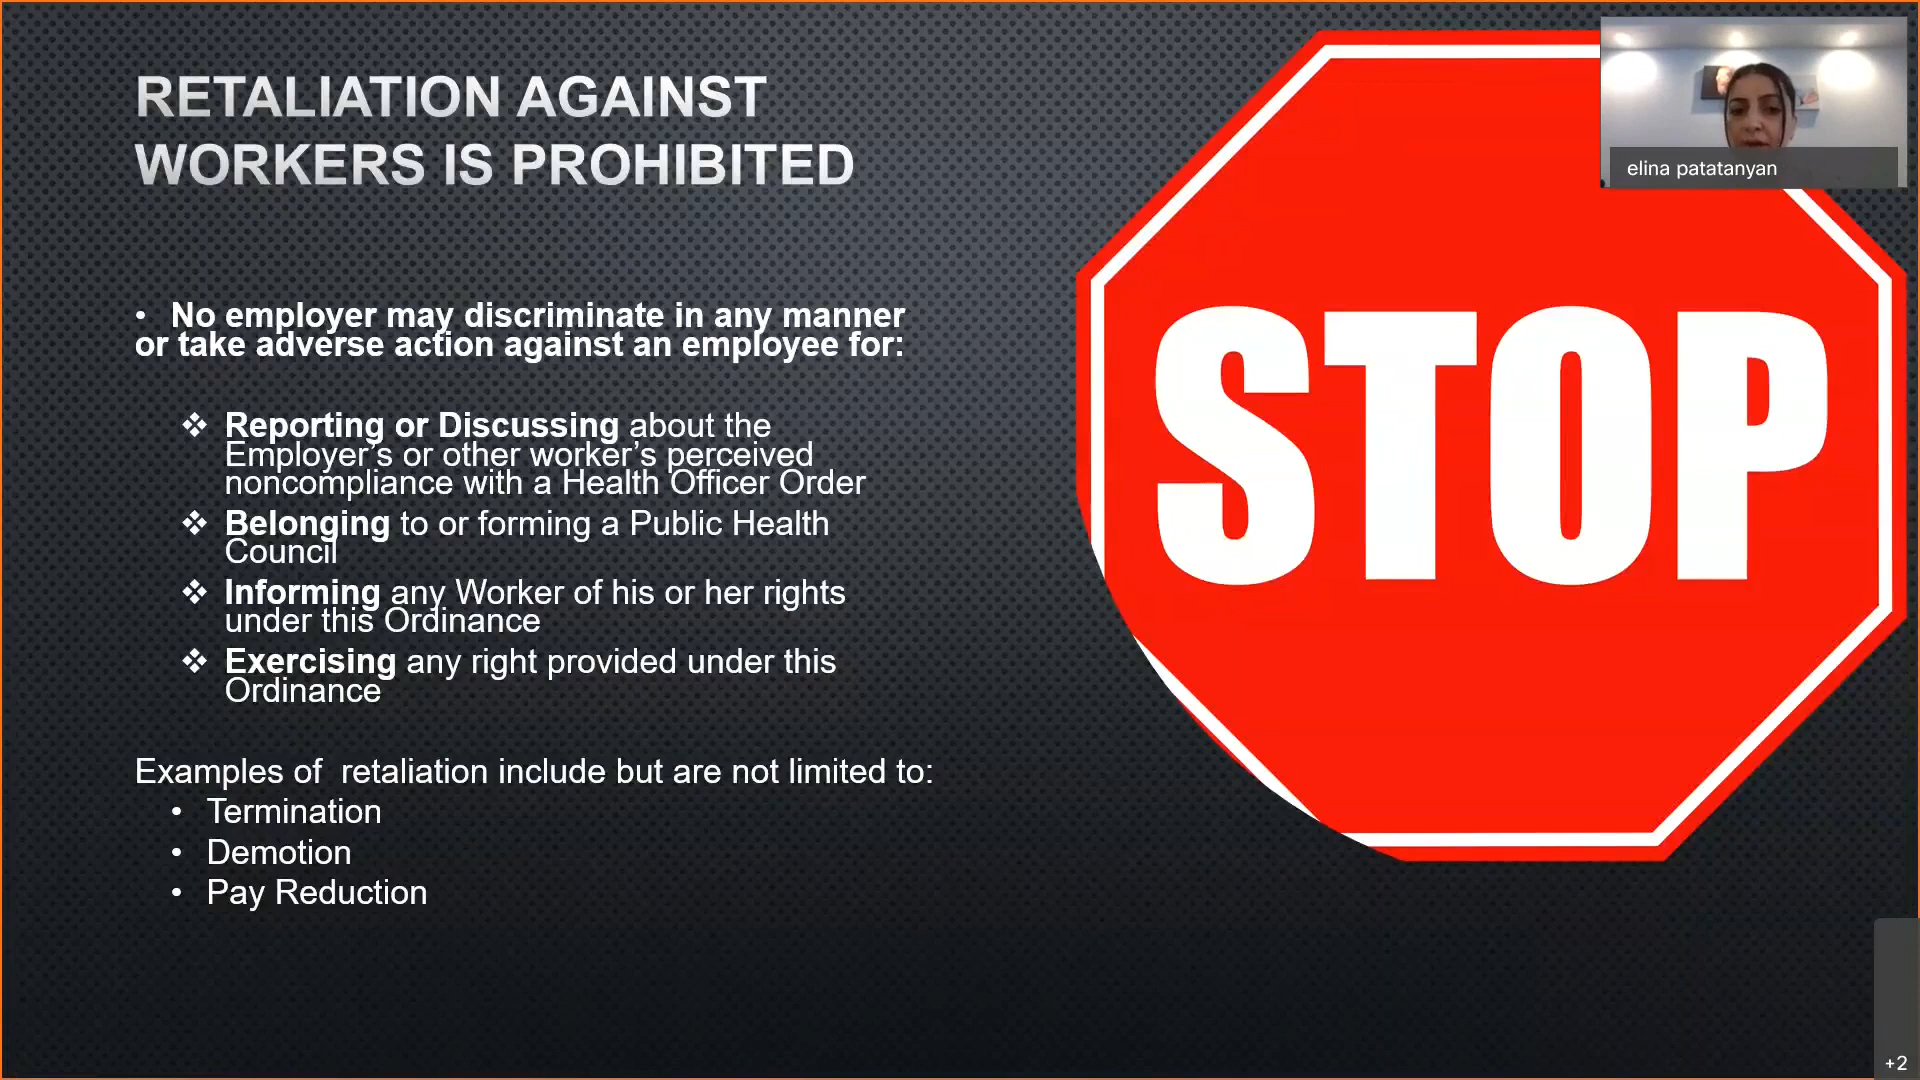 RETALIATION AGAINST
WORKERS IS PROHIBITED
elina patatanyan
• No employer may discriminate in any manner
or take adverse action against an employee for:
❖ Reporting or Discussing about the
Employer’s or other worker’s perceived
noncompliance with a Health Officer Order
❖ Belonging to or forming a Public Health
Council
❖ Informing any Worker of his or her rights
under this Ordinance
❖ Exercising any right provided under this
Ordinance
Examples of  retaliation include but are not limited to:
• Termination
• Demotion
• Pay Reduction
STOP
+2